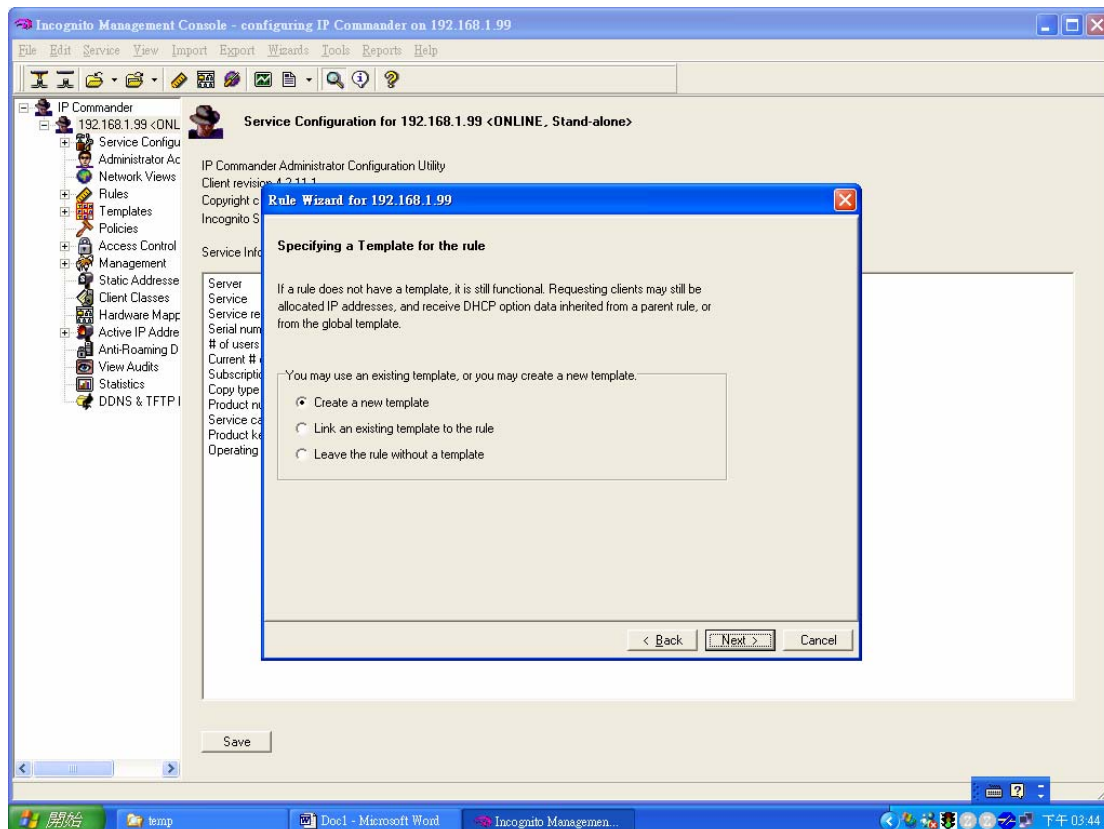 Incognito Management Console - configuring IP Commander on 192.168.1.99
File Edit Service View Import Export Wizards Tools Reports Help
IP Commander
192.168.1.99 <ONL
Service Configu
Administrator Ac
Network Views
Rules
Templates
Policies
Access Control
Management
Static Addresse
Client Classes
Hardware Mapp
Active IP Addre
Anti-Roaming D
View Audits
Statistics
DDNS & TFTP
Service Configuration for 192.168.1.99 <ONLINE, Stand-alone>
IP Commander Administrator Configuration Utility
Client revision 4.2.11.1
Copyright c
Incognito S
Service Info
Server
Service
Service re
Serial num
# of users
Current #
Subscriptio
Copy type
Product nu
Service ca
Product ke
Operating
Save
Rule Wizard for 192.168.1.99
Specifying a Template for the rule
If a rule does not have a template, it is still functional. Requesting clients may still be
allocated IP addresses, and receive DHCP option data inherited from a parent rule, or
from the global template.
You may use an existing template, or you may create a new template.
Create a new template
Link an existing template to the rule
Leave the rule without a template
< Back
Next >
Cancel
開始
temp
Doc1 - Microsoft Word
Incognito Managemen...
下午 03:44